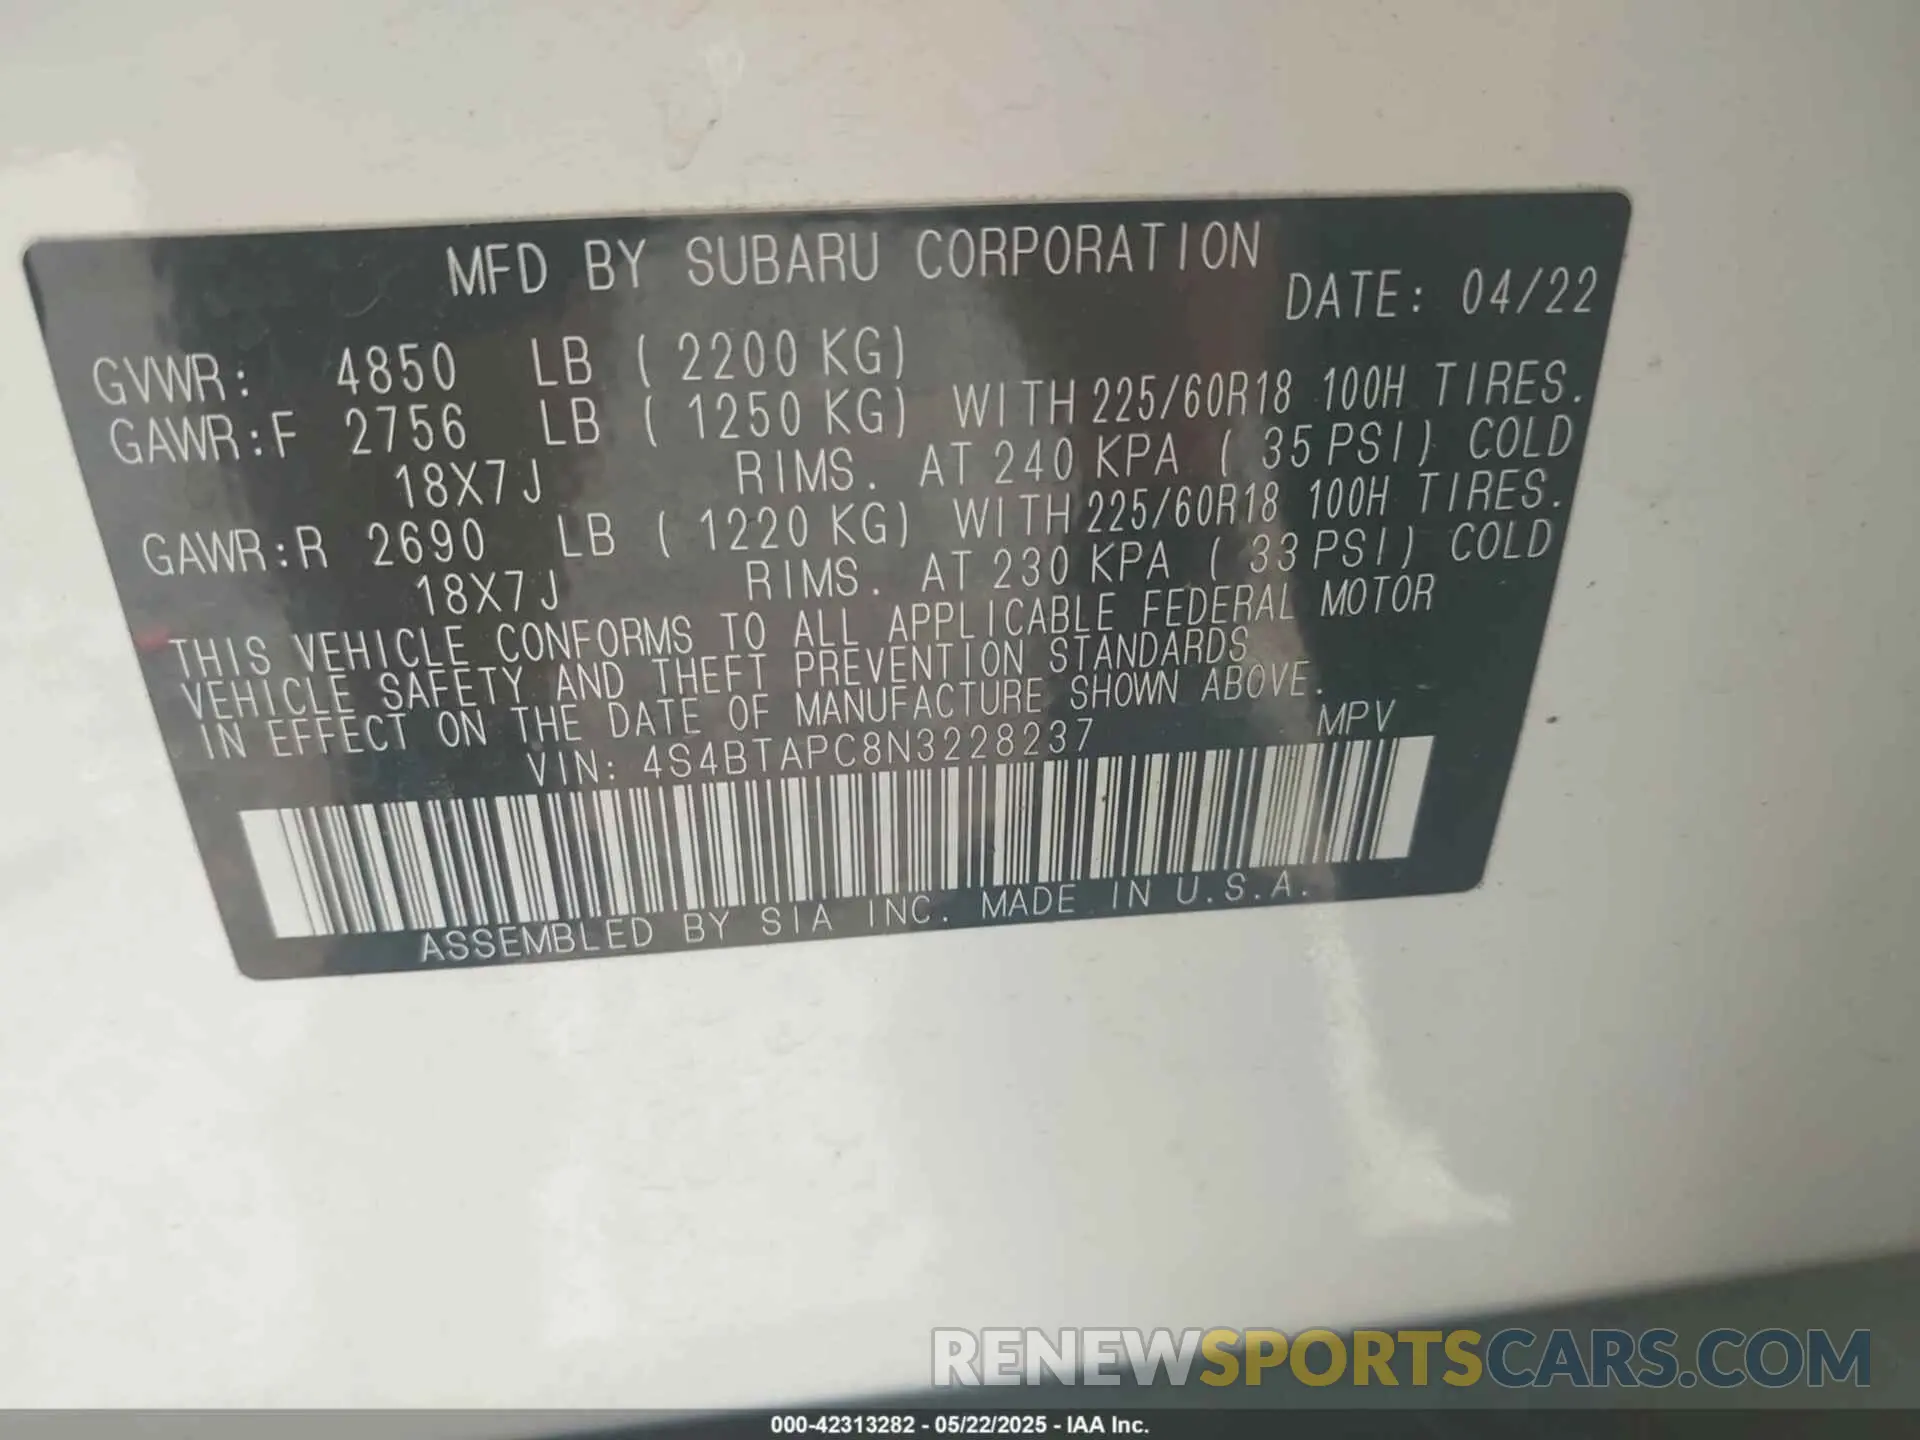 MFD BY SUBARU CORPORATION
DATE: 04/22
GVWR: 4850 LB ( 2200 KG)
GAWR:F 2756 LB ( 1250 KG) WITH 225/60R18 100H TIRES.
18X7J RIMS. AT 240 KPA ( 35 PSI) COLD
GAWR:R 2690 LB ( 1220 KG) WITH 225/60R18 100H TIRES.
18X7J RIMS. AT 230 KPA ( 33 PSI) COLD
THIS VEHICLE CONFORMS TO ALL APPLICABLE FEDERAL MOTOR
VEHICLE SAFETY AND THEFT PREVENTION STANDARDS
IN EFFECT ON THE DATE OF MANUFACTURE SHOWN ABOVE.
VIN: 4S4BTAPC8N3228237 MPV
ASSEMBLED BY SIA INC. MADE IN U.S.A.
RENEWSPORTSCARS.COM
000-42313282 - 05/22/2025 - IAA Inc.